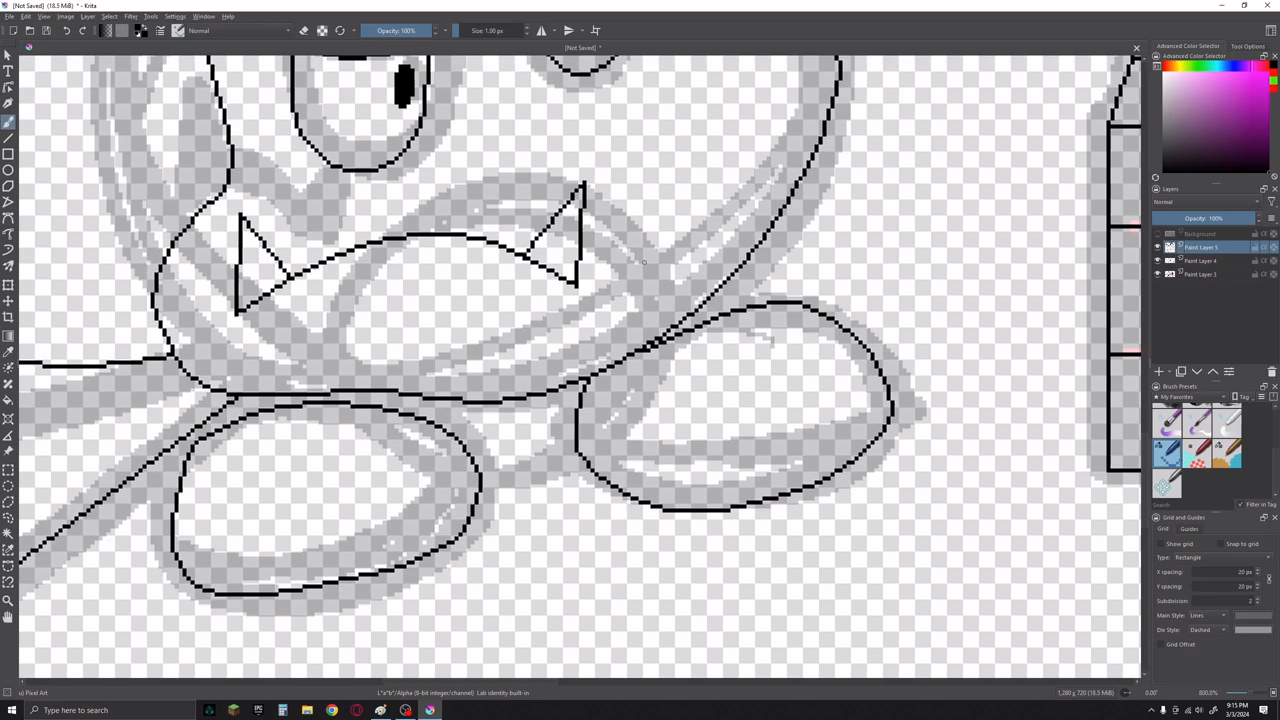 [Not Saved] (18.5 MiB) * - Krita
File Edit View Image Layer Select Filter Tools Settings Window Help
Normal
Opacity: 100%
Size: 1.00 px
[Not Saved] *
Advanced Color Selector
Tool Options
Advanced Color Selector
Layers
Normal
Opacity: 100%
Background
Paint Layer 5
Paint Layer 4
Paint Layer 3
Brush Presets
My Favorites
Tag
Search
Filter in Tag
Grid and Guides
Grid Guides
Show grid
Snap to grid
Type: Rectangle
X spacing: 20 px
Y spacing: 20 px
Subdivision: 2
Main Style: Lines
Div Style: Dashed
Grid Offset
u) Pixel Art
L*a*b*/Alpha (8-bit integer/channel) Lab identity built-in
1,280 x 720 (18.5 MiB)
0.00°
800.0%
Type here to search
9:15 PM
3/3/2024